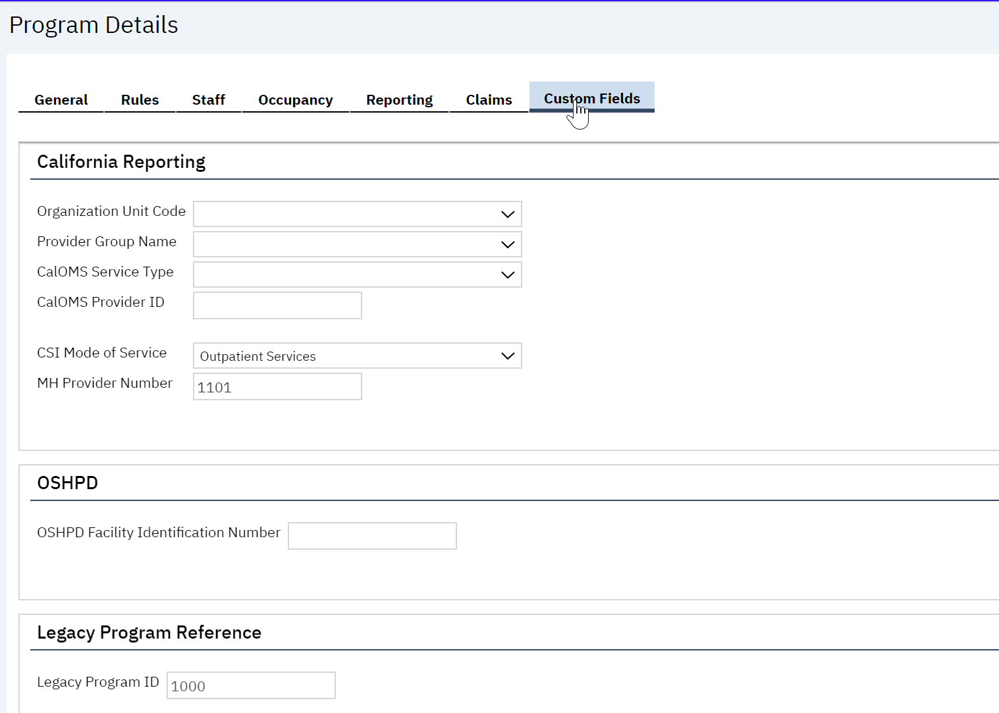 Program Details
General Rules Staff Occupancy Reporting Claims Custom Fields
California Reporting
Organization Unit Code
Provider Group Name
CalOMS Service Type
CalOMS Provider ID
CSI Mode of Service Outpatient Services
MH Provider Number 1101
OSHPD
OSHPD Facility Identification Number
Legacy Program Reference
Legacy Program ID 1000